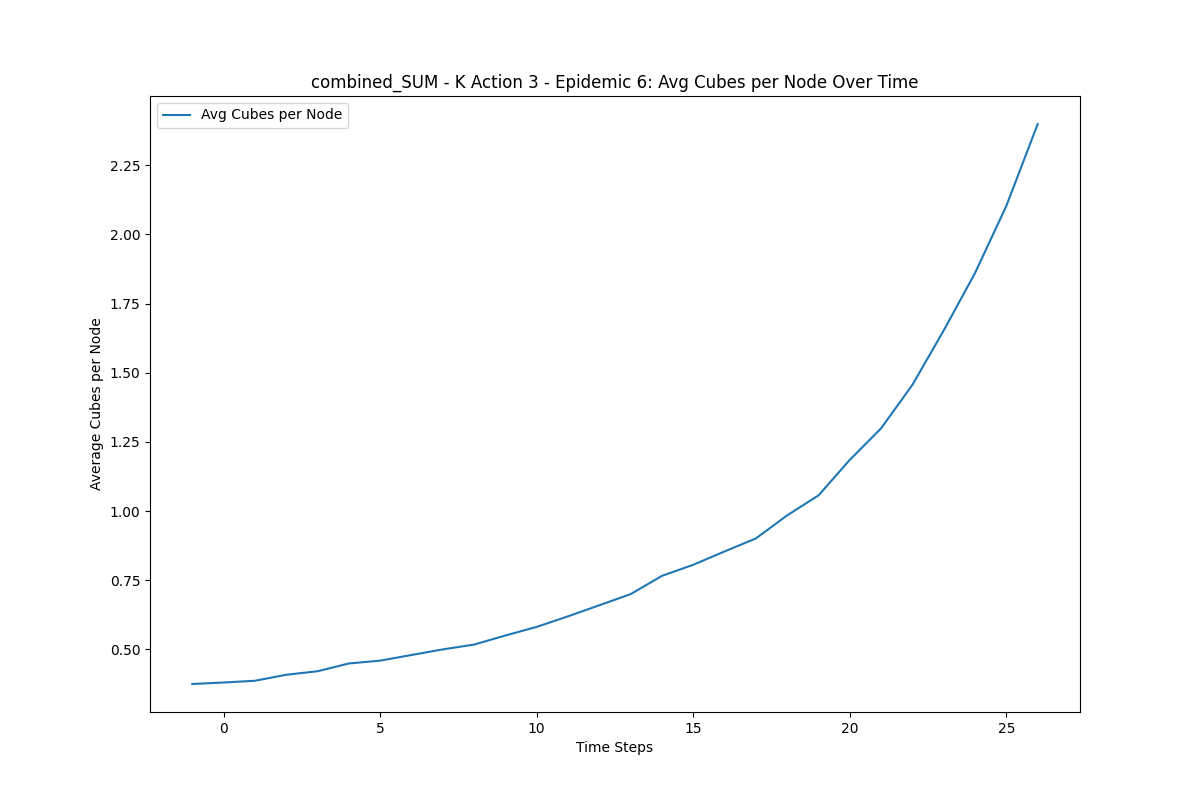 combined_SUM - K Action 3 - Epidemic 6: Avg Cubes per Node Over Time
Avg Cubes per Node
2.25
2.00
1.75
1.50
1.25
1.00
0.75
0.50
Average Cubes per Node
0 5 10 15 20 25
Time Steps